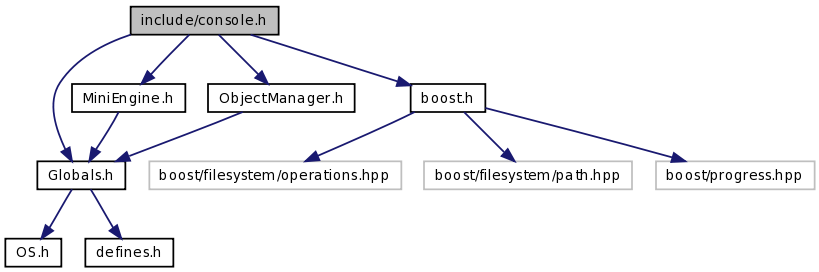 include/console.h
MiniEngine.h
ObjectManager.h
boost.h
Globals.h
boost/filesystem/operations.hpp
boost/filesystem/path.hpp
boost/progress.hpp
OS.h
defines.h